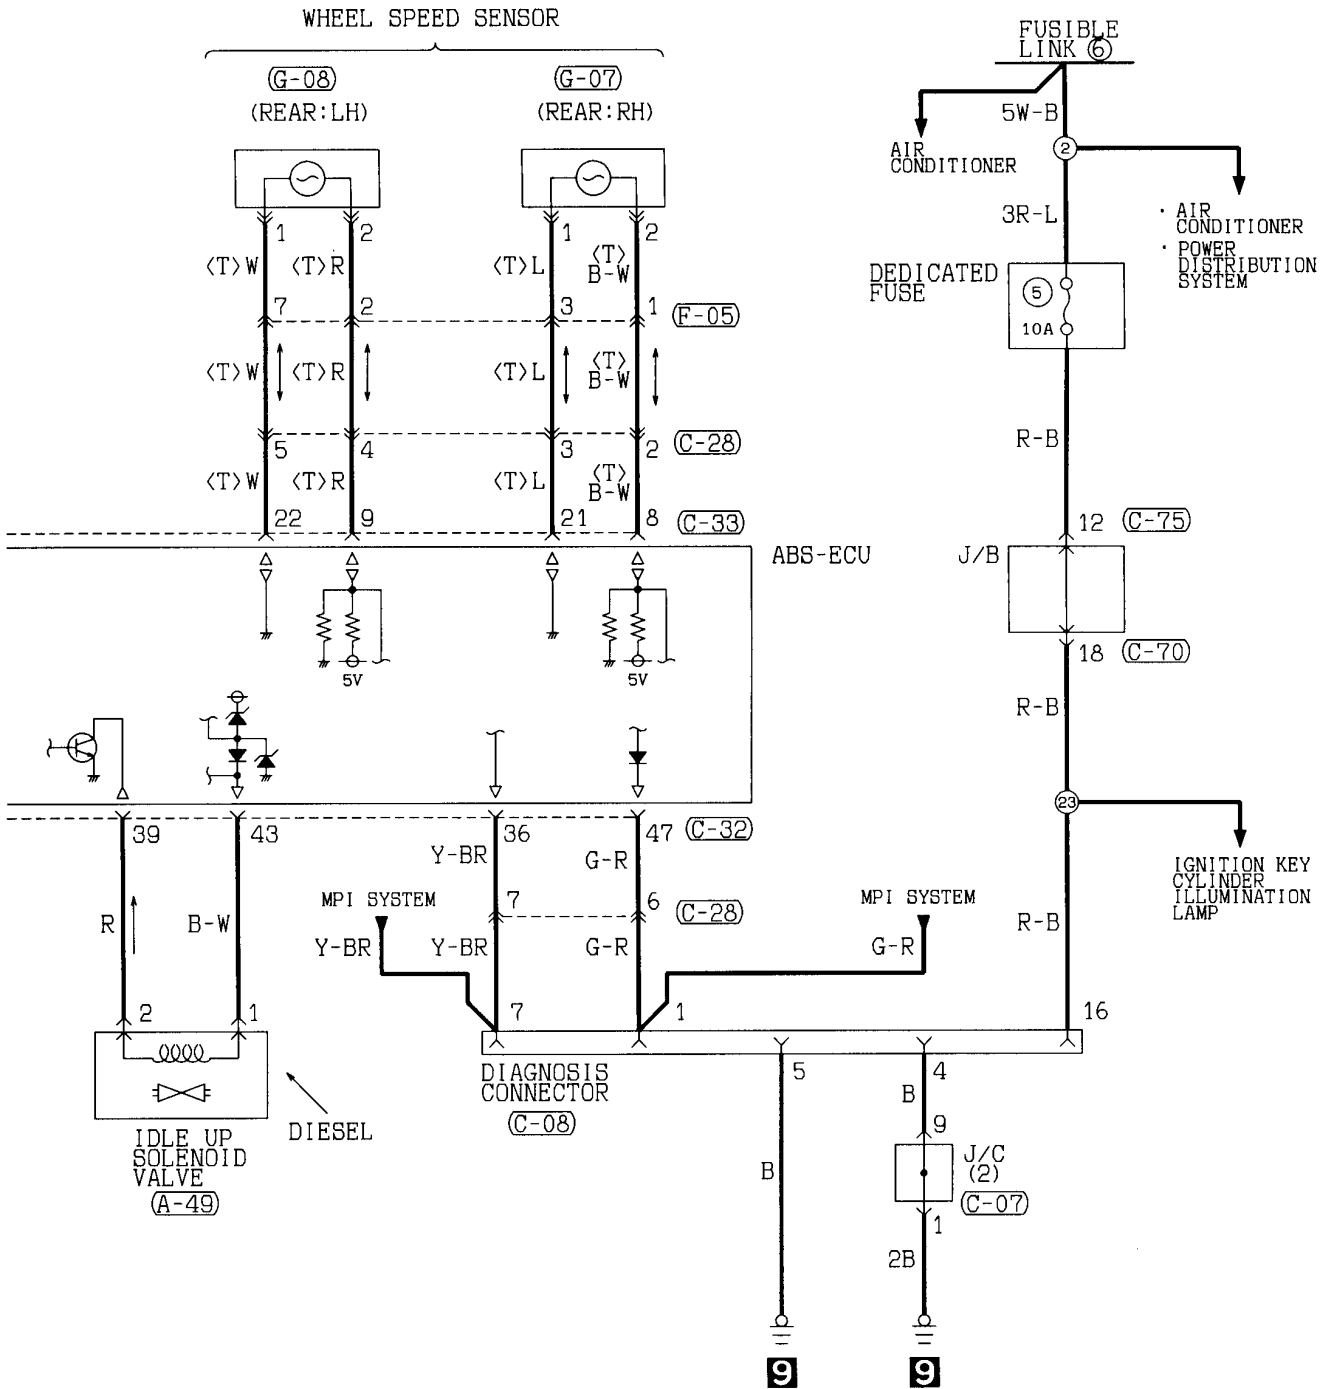 WHEEL SPEED SENSOR
G-08
(REAR:LH)
G-07
(REAR:RH)
FUSIBLE
LINK 6
5W-B
AIR
CONDITIONER
2
3R-L
· AIR
CONDITIONER
· POWER
DISTRIBUTION
SYSTEM
DEDICATED
FUSE
5
10A
1 2 1 2
<T>W <T>R <T>L <T>
B-W
7 2 3 1 F-05
<T>W <T>R <T>L <T>
B-W
R-B
5 4 3 2 C-28
<T>W <T>R <T>L <T>
B-W
22 9 21 8 C-33
12 C-75
ABS-ECU
J/B
18 C-70
5V 5V
R-B
23
39 43 36 47 C-32
Y-BR G-R
IGNITION KEY
CYLINDER
ILLUMINATION
LAMP
MPI SYSTEM 7 6 C-28 MPI SYSTEM
R B-W Y-BR Y-BR G-R G-R R-B
2 1 7 1 16
DIAGNOSIS
CONNECTOR
C-08
5 4
B
9
DIESEL
IDLE UP
SOLENOID
VALVE
A-49
B
J/C
(2)
C-07
1
2B
9 9